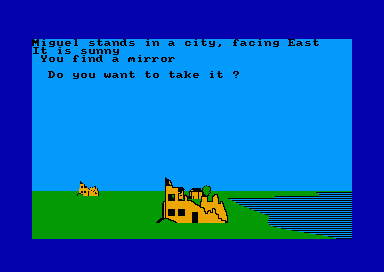 Miguel stands in a city, facing East
It is sunny
You find a mirror
Do you want to take it ?